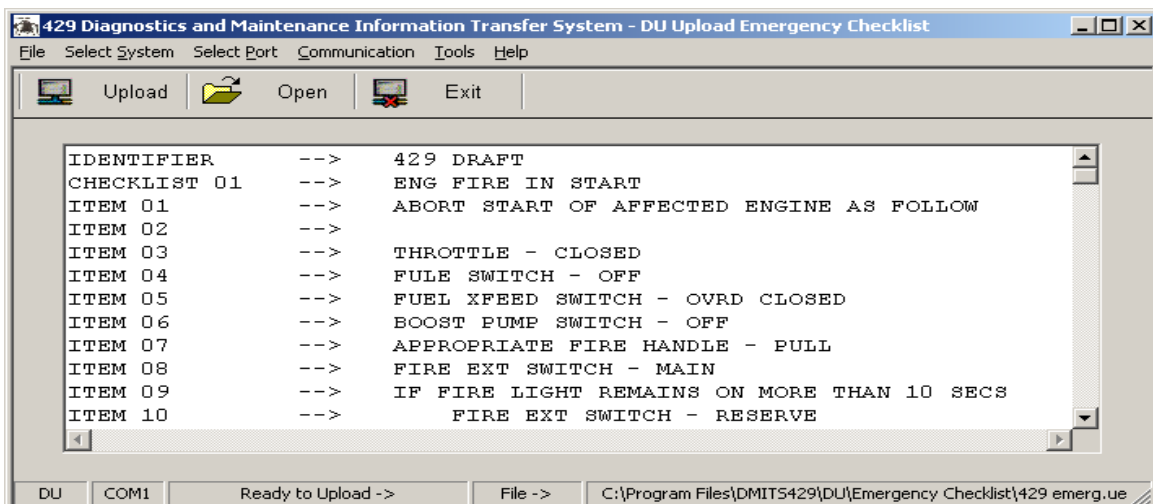 429 Diagnostics and Maintenance Information Transfer System - DU Upload Emergency Checklist
File Select System Select Port Communication Tools Help
Upload Open Exit
IDENTIFIER --> 429 DRAFT
CHECKLIST 01 --> ENG FIRE IN START
ITEM 01 --> ABORT START OF AFFECTED ENGINE AS FOLLOW
ITEM 02 -->
ITEM 03 --> THROTTLE - CLOSED
ITEM 04 --> FULE SWITCH - OFF
ITEM 05 --> FUEL XFEED SWITCH - OVRD CLOSED
ITEM 06 --> BOOST PUMP SWITCH - OFF
ITEM 07 --> APPROPRIATE FIRE HANDLE - PULL
ITEM 08 --> FIRE EXT SWITCH - MAIN
ITEM 09 --> IF FIRE LIGHT REMAINS ON MORE THAN 10 SECS
ITEM 10 --> FIRE EXT SWITCH - RESERVE
DU COM1 Ready to Upload -> File -> C:\Program Files\DMITS429\DU\Emergency Checklist\429 emerg.ue